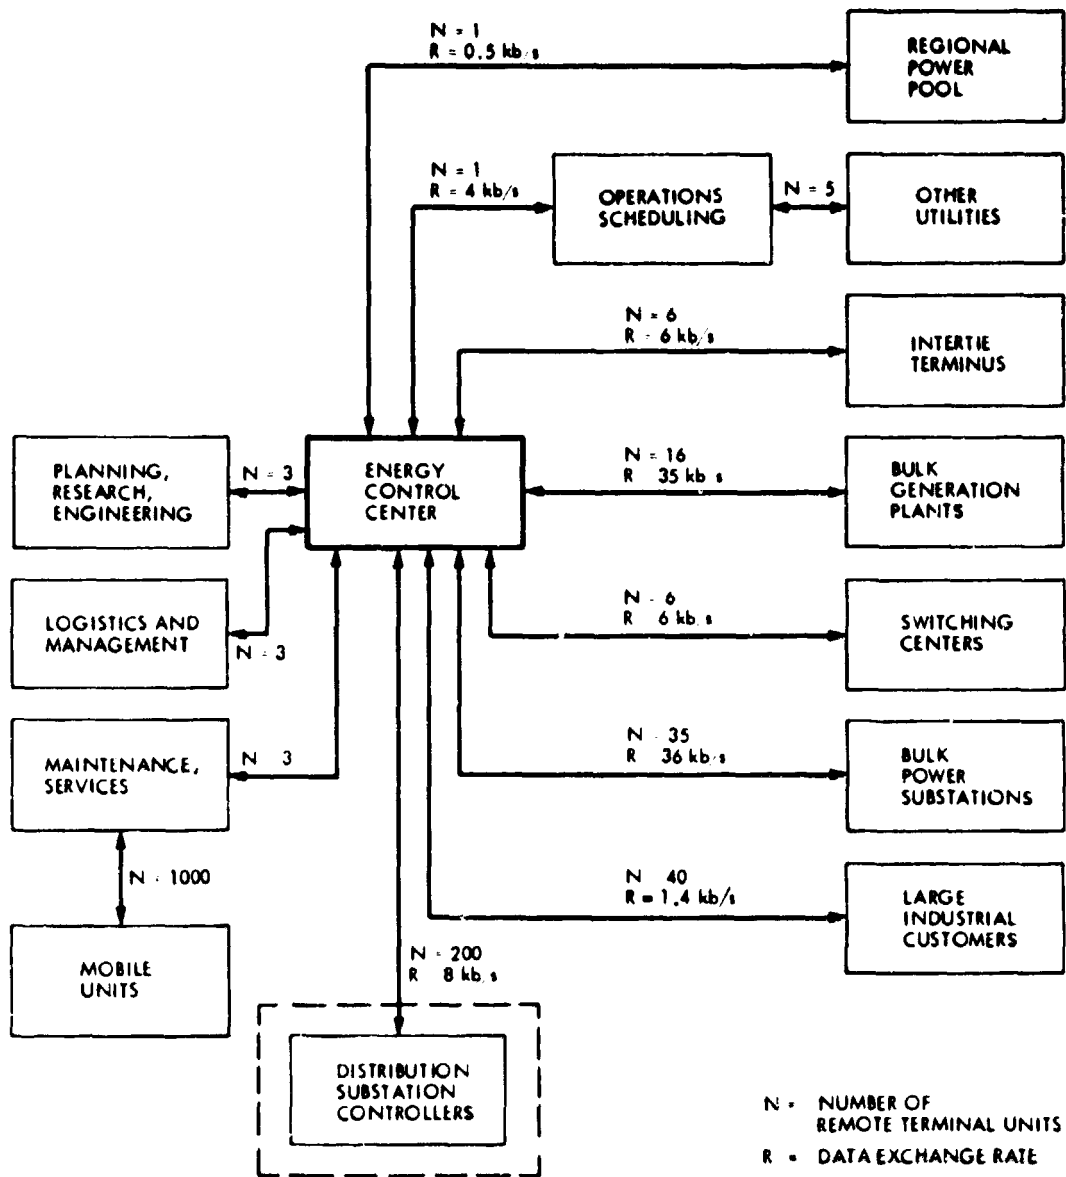 N = 1
R = 0.5 kb/s
REGIONAL
POWER
POOL
N = 1
R = 4 kb/s
OPERATIONS
SCHEDULING
N = 5
OTHER
UTILITIES
N = 6
R = 6 kb/s
INTERTIE
TERMINUS
PLANNING,
RESEARCH,
ENGINEERING
N = 3
ENERGY
CONTROL
CENTER
N = 16
R 35 kb s
BULK
GENERATION
PLANTS
LOGISTICS AND
MANAGEMENT
N = 3
N - 6
R 6 kb/s
SWITCHING
CENTERS
MAINTENANCE,
SERVICES
N 3
N - 35
R 36 kb/s
BULK
POWER
SUBSTATIONS
N = 1000
N 40
R = 1.4 kb/s
LARGE
INDUSTRIAL
CUSTOMERS
MOBILE
UNITS
N = 200
R 8 kb/s
DISTRIBUTION
SUBSTATION
CONTROLLERS
N = NUMBER OF
REMOTE TERMINAL UNITS
R = DATA EXCHANGE RATE